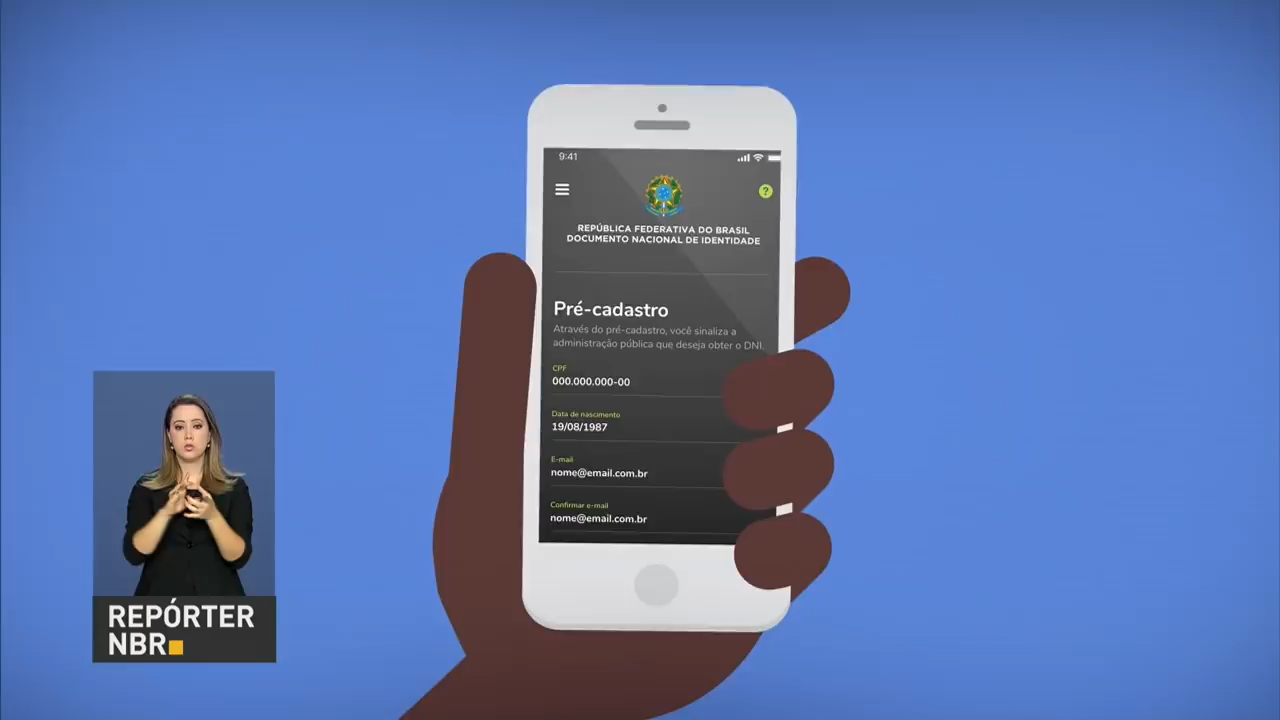 9:41
?
REPÚBLICA FEDERATIVA DO BRASIL
DOCUMENTO NACIONAL DE IDENTIDADE
Pré-cadastro
Através do pré-cadastro, você sinaliza a
administração pública que deseja obter o DNI.
CPF
000.000.000-00
Data de nascimento
19/08/1987
E-mail
nome@email.com.br
Confirmar e-mail
nome@email.com.br
REPÓRTER
NBR